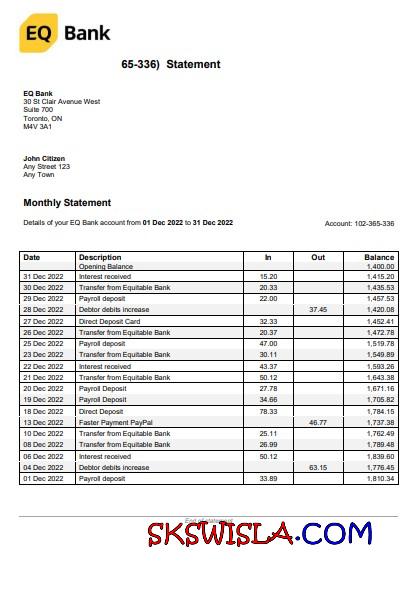 EQ Bank
65-336) Statement
EQ Bank
30 St Clair Avenue West
Suite 700
Toronto, ON
M4V 3A1
John Citizen
Any Street 123
Any Town
Monthly Statement
Details of your EQ Bank account from 01 Dec 2022 to 31 Dec 2022 Account: 102-365-336
Date Description In Out Balance
Opening Balance 1,400.00
31 Dec 2022 Interest received 15.20 1,415.20
30 Dec 2022 Transfer from Equitable Bank 20.33 1,435.53
29 Dec 2022 Payroll deposit 22.00 1,457.53
28 Dec 2022 Debtor debits increase 37.45 1,420.08
27 Dec 2022 Direct Deposit Card 32.33 1,452.41
26 Dec 2022 Transfer from Equitable Bank 20.37 1,472.78
25 Dec 2022 Payroll deposit 47.00 1,519.78
23 Dec 2022 Transfer from Equitable Bank 30.11 1,549.89
22 Dec 2022 Interest received 43.37 1,593.26
21 Dec 2022 Transfer from Equitable Bank 50.12 1,643.38
20 Dec 2022 Payroll Deposit 27.78 1,671.16
19 Dec 2022 Payroll Deposit 34.66 1,705.82
18 Dec 2022 Direct Deposit 78.33 1,784.15
13 Dec 2022 Faster Payment PayPal 46.77 1,737.38
10 Dec 2022 Transfer from Equitable Bank 25.11 1,762.49
08 Dec 2022 Transfer from Equitable Bank 26.99 1,789.48
06 Dec 2022 Interest received 50.12 1,839.60
04 Dec 2022 Debtor debits increase 63.15 1,776.45
01 Dec 2022 Payroll deposit 33.89 1,810.34
End of statement
SKSWISLA.COM